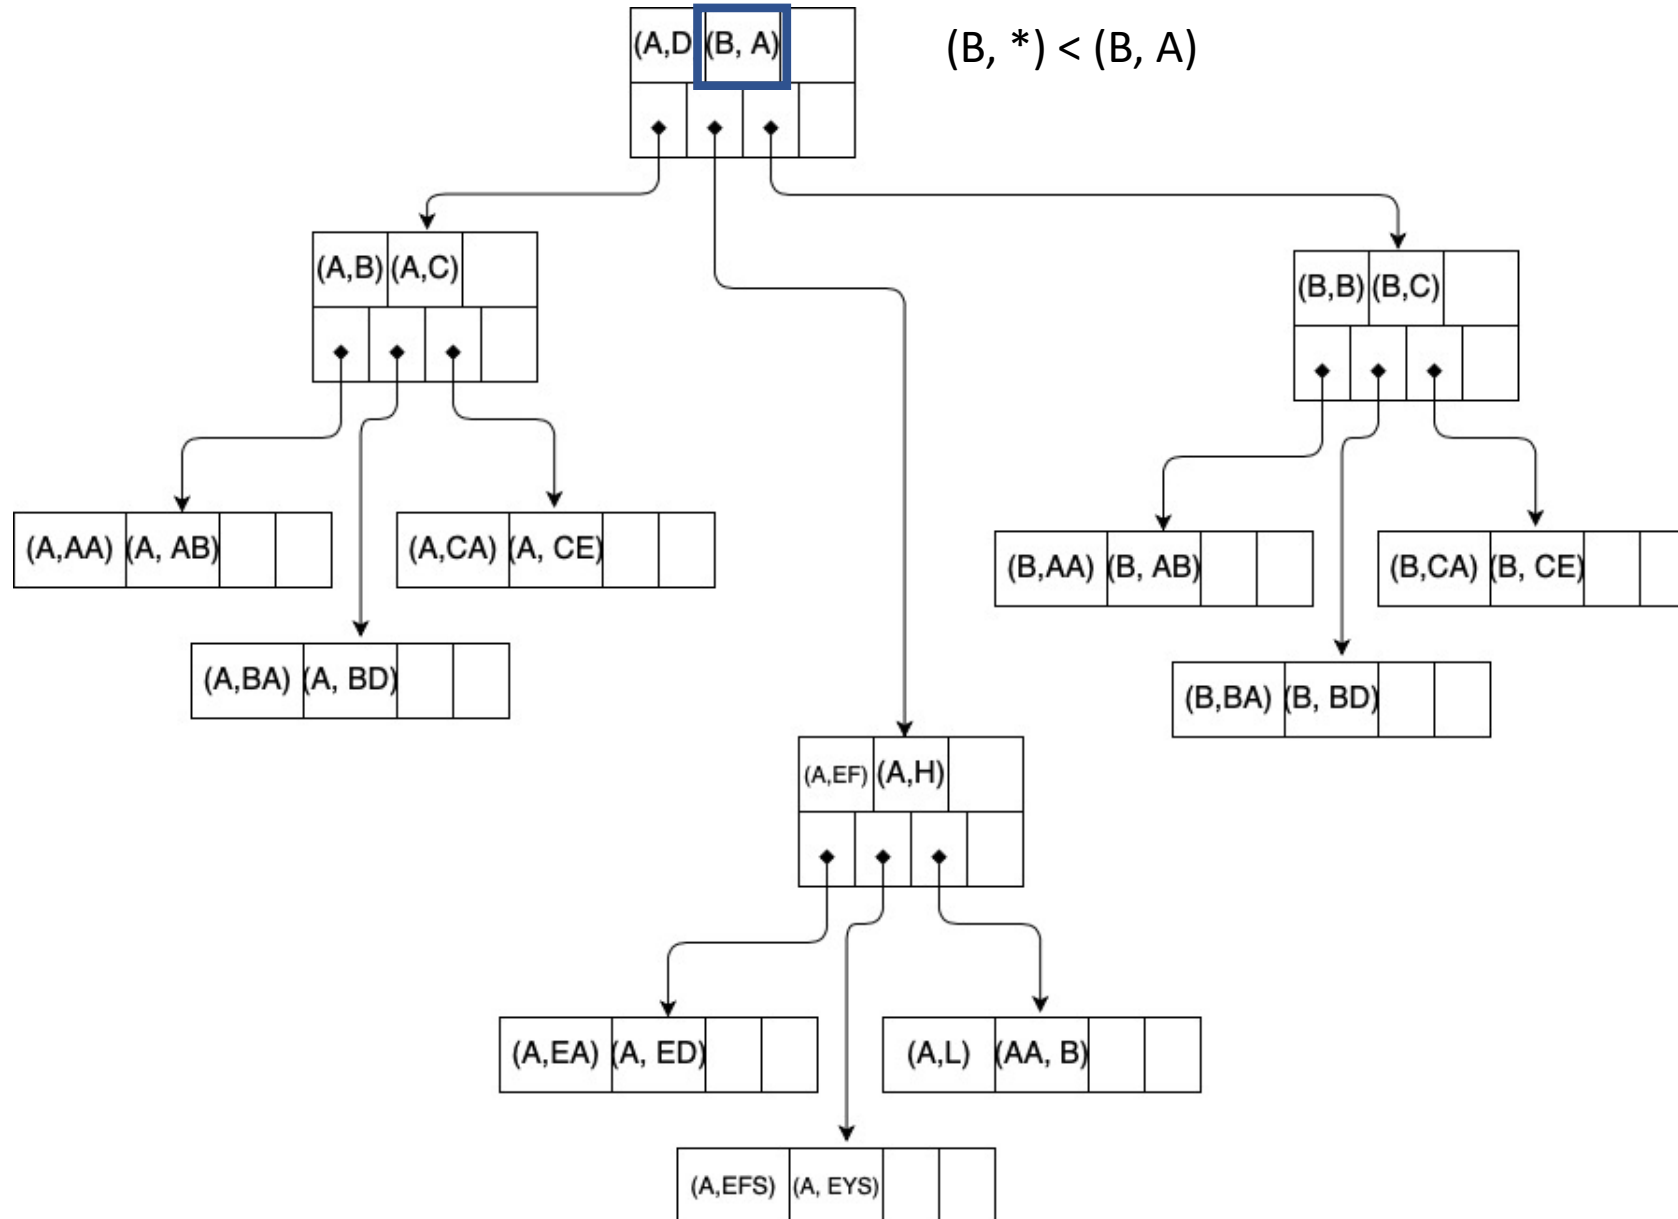 (A,D (B, A)
(B, *) < (B, A)
(A,B) (A,C)
(B,B) (B,C)
(A,AA) (A, AB)
(A,CA) (A, CE)
(B,AA) (B, AB)
(B,CA) (B, CE)
(A,BA) (A, BD)
(B,BA) (B, BD)
(A,EF) (A,H)
(A,EA) (A, ED)
(A,L) (AA, B)
(A,EFS) (A, EYS)